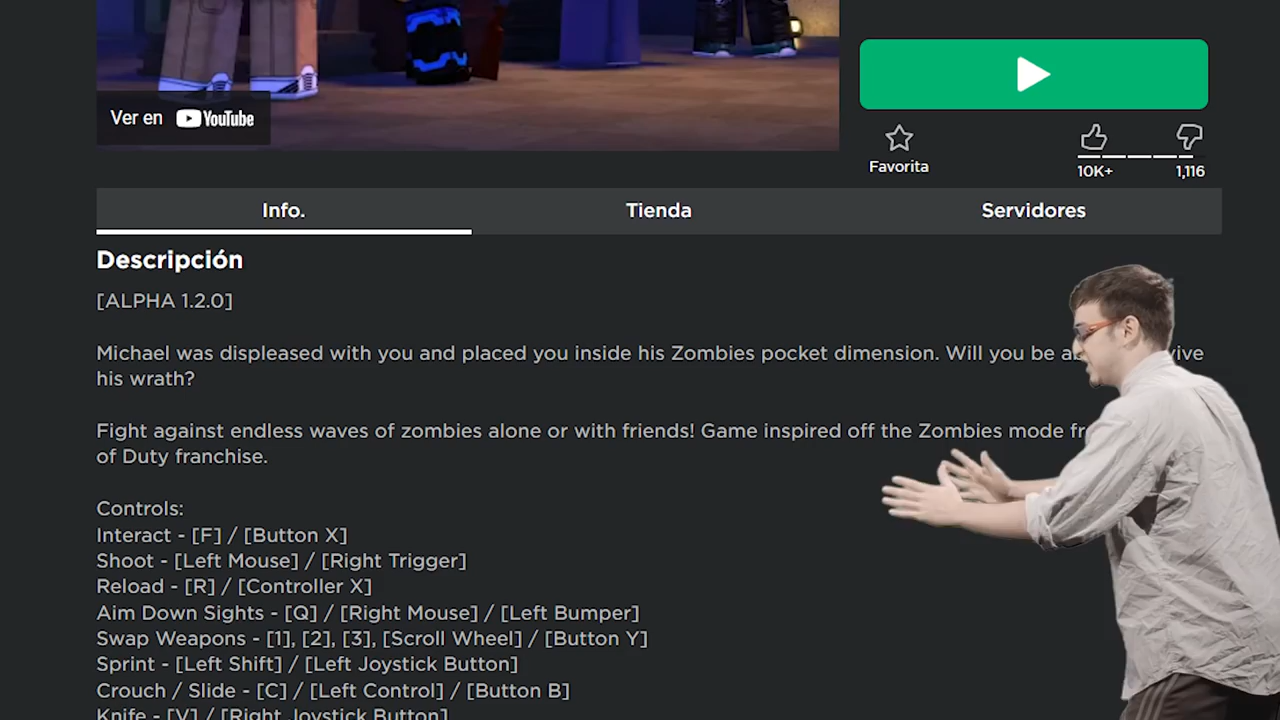 Ver en YouTube
Favorita
10K+ 1,116
Info. Tienda Servidores
Descripción
[ALPHA 1.2.0]
Michael was displeased with you and placed you inside his Zombies pocket dimension. Will you be
his wrath?
Fight against endless waves of zombies alone or with friends! Game inspired off the Zombies mode
of Duty franchise.
Controls:
Interact - [F] / [Button X]
Shoot - [Left Mouse] / [Right Trigger]
Reload - [R] / [Controller X]
Aim Down Sights - [Q] / [Right Mouse] / [Left Bumper]
Swap Weapons - [1], [2], [3], [Scroll Wheel] / [Button Y]
Sprint - [Left Shift] / [Left Joystick Button]
Crouch / Slide - [C] / [Left Control] / [Button B]
Knife - [V] / [Right Joystick Button]